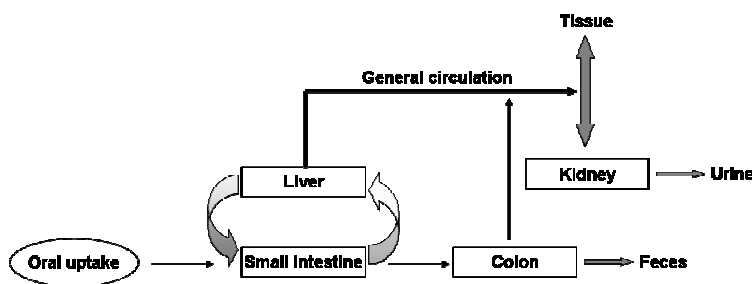 Tissue
General circulation
Liver
Kidney
Urine
Oral uptake
Small Intestine
Colon
Feces